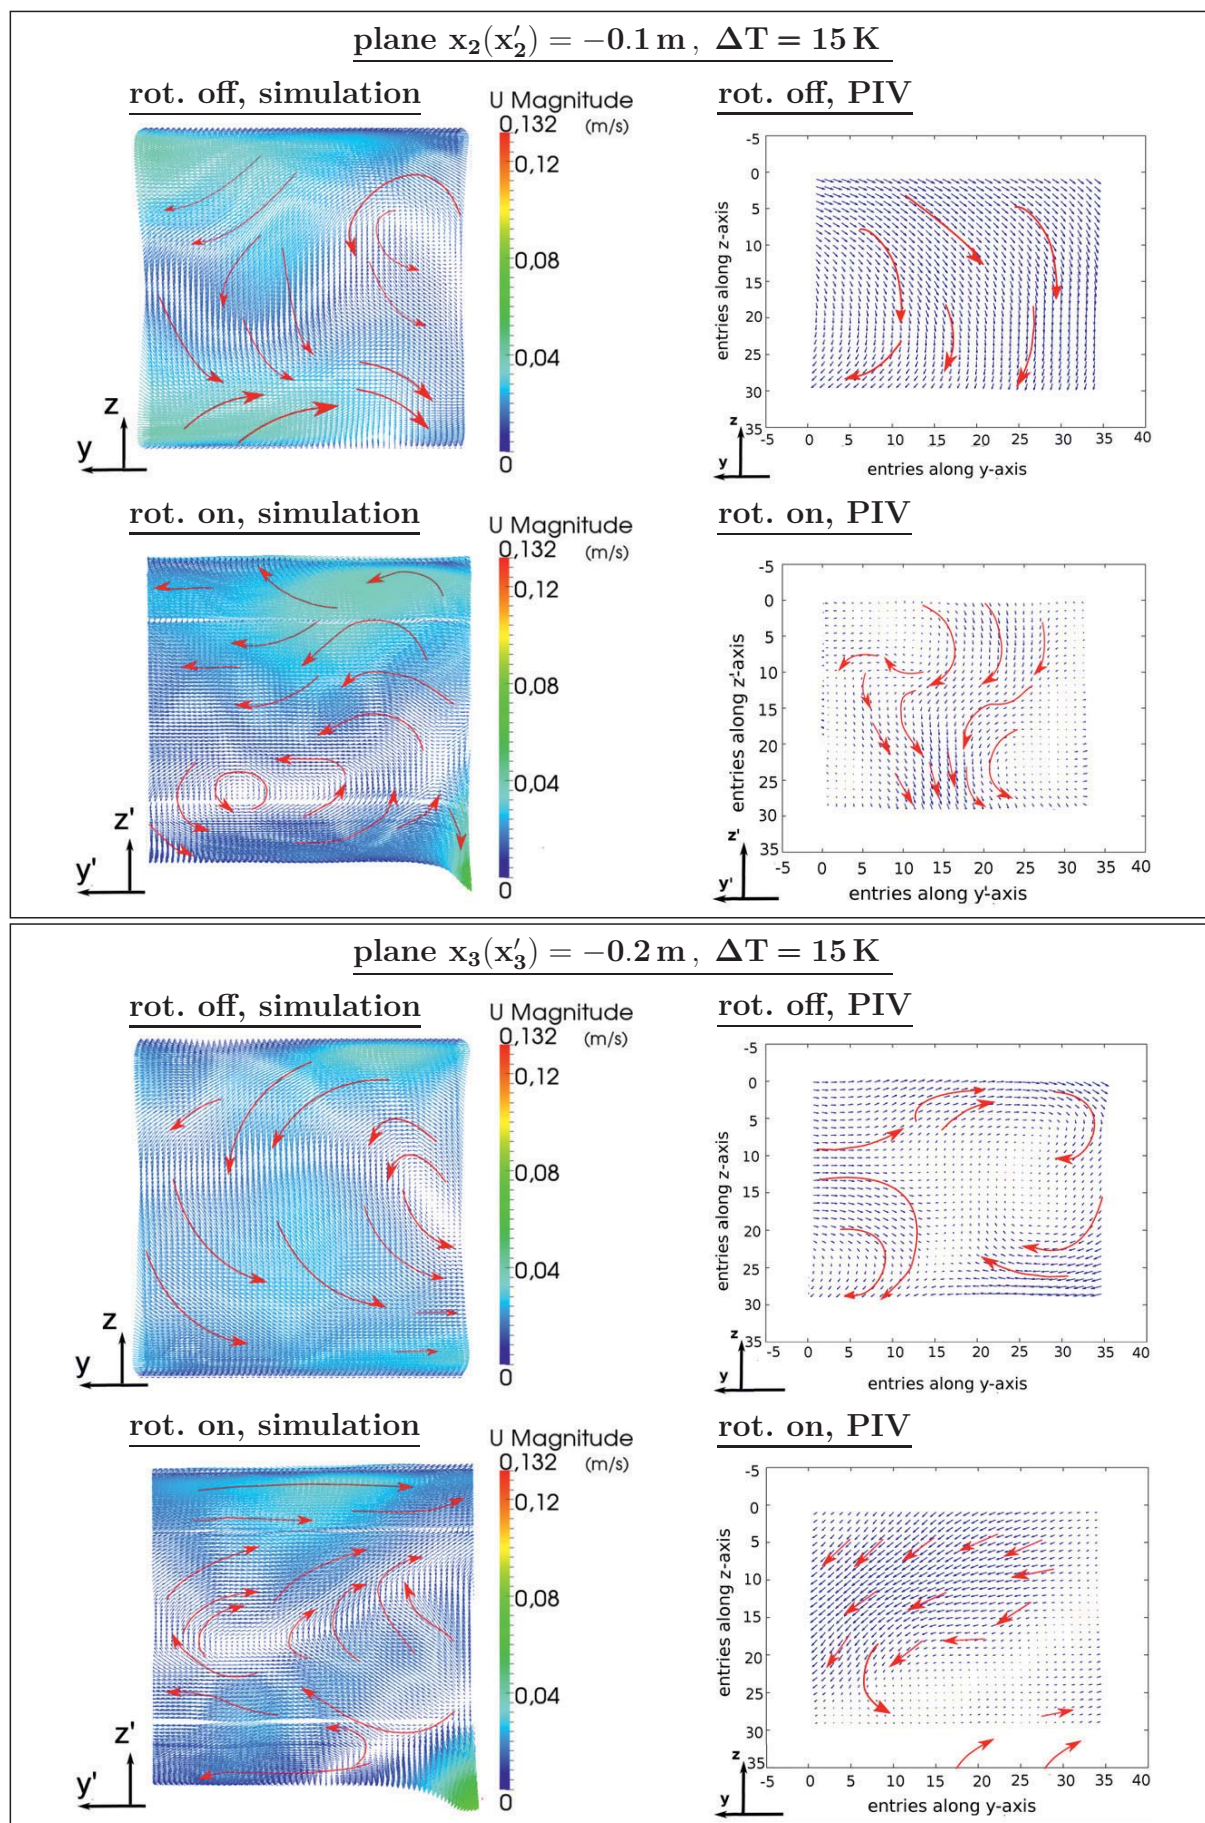 plane x₂(x′₂) = −0.1 m , ΔT = 15 K
rot. off, simulation
U Magnitude
(m/s)
0,132
0,12
0,08
0,04
0
z
y
rot. off, PIV
entries along z-axis
-5
0
5
10
15
20
25
30
35
-5 0 5 10 15 20 25 30 35 40
entries along y-axis
z
y
rot. on, simulation
U Magnitude
(m/s)
0,132
0,12
0,08
0,04
0
z'
y'
rot. on, PIV
entries along z'-axis
-5
0
5
10
15
20
25
30
35
-5 0 5 10 15 20 25 30 35
entries along y'-axis
z'
y'
plane x₃(x′₃) = −0.2 m , ΔT = 15 K
rot. off, simulation
U Magnitude
(m/s)
0,132
0,12
0,08
0,04
0
z
y
rot. off, PIV
entries along z-axis
-5
0
5
10
15
20
25
30
35
-5 0 5 10 15 20 25 30 35 40
entries along y-axis
z
y
rot. on, simulation
U Magnitude
(m/s)
0,132
0,12
0,08
0,04
0
z'
y'
rot. on, PIV
entries along z-axis
-5
0
5
10
15
20
25
30
35
-5 0 5 10 15 20 25 30 35 40
entries along y-axis
z
y